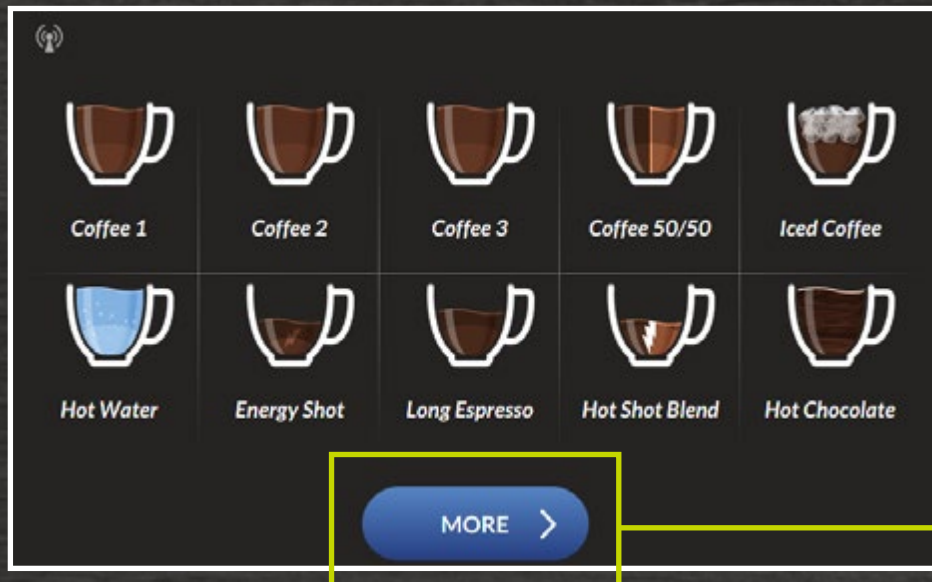 Coffee 1
Coffee 2
Coffee 3
Coffee 50/50
Iced Coffee
Hot Water
Energy Shot
Long Espresso
Hot Shot Blend
Hot Chocolate
MORE